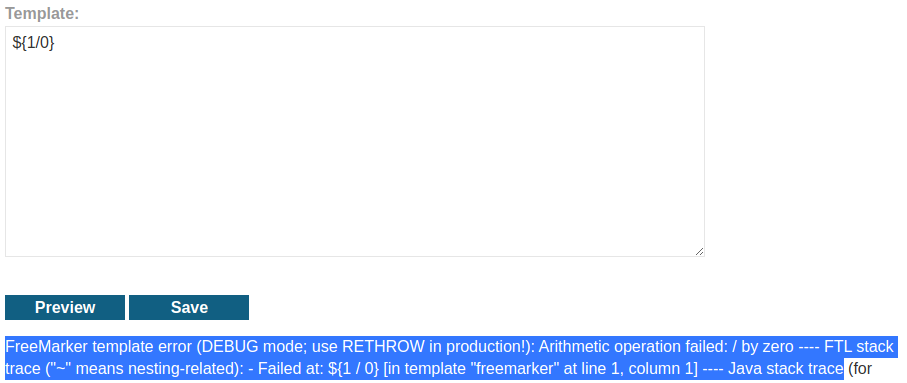 Template:
${1/0}
Preview
Save
FreeMarker template error (DEBUG mode; use RETHROW in production!): Arithmetic operation failed: / by zero ---- FTL stack
trace ("~" means nesting-related): - Failed at: ${1 / 0} [in template "freemarker" at line 1, column 1] ---- Java stack trace (for